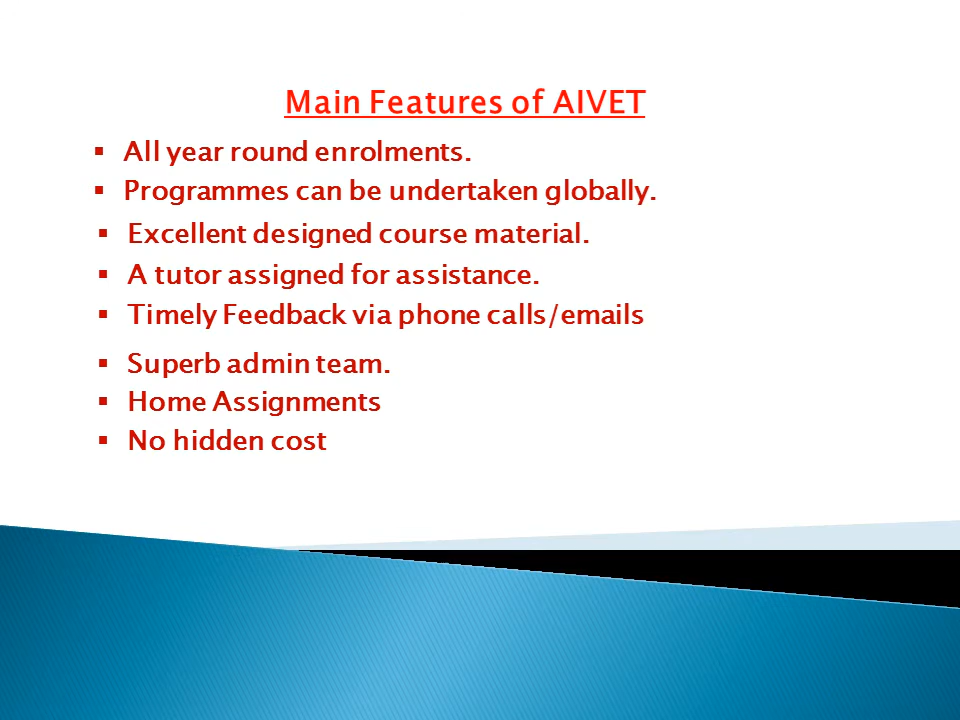 Main Features of AIVET
▪ All year round enrolments.
▪ Programmes can be undertaken globally.
▪ Excellent designed course material.
▪ A tutor assigned for assistance.
▪ Timely Feedback via phone calls/emails
▪ Superb admin team.
▪ Home Assignments
▪ No hidden cost